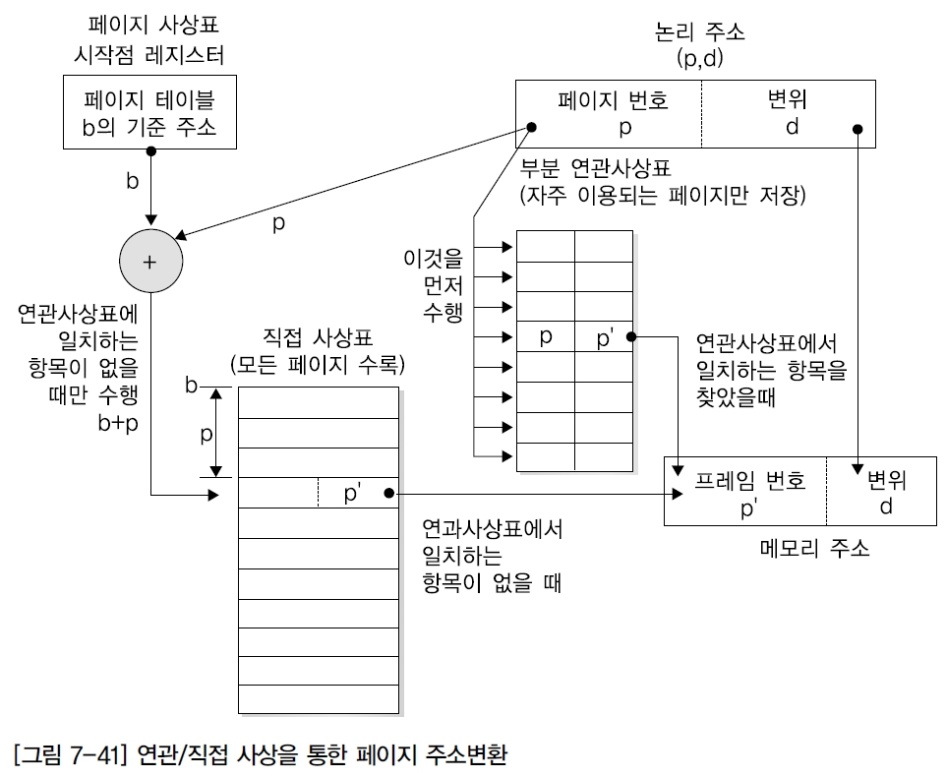 페이지 사상표
시작점 레지스터
페이지 테이블
b의 기준 주소
b
p
+
논리 주소
(p,d)
페이지 번호
p
변위
d
부분 연관사상표
(자주 이용되는 페이지만 저장)
이것을
먼저
수행
p p'
연관사상표에서
일치하는 항목을
찾았을때
연관사상표에
일치하는
항목이 없을
때만 수행
b+p
직접 사상표
(모든 페이지 수록)
b
p
p'
연과사상표에서
일치하는
항목이 없을 때
프레임 번호
p'
변위
d
메모리 주소
[그림 7-41] 연관/직접 사상을 통한 페이지 주소변환